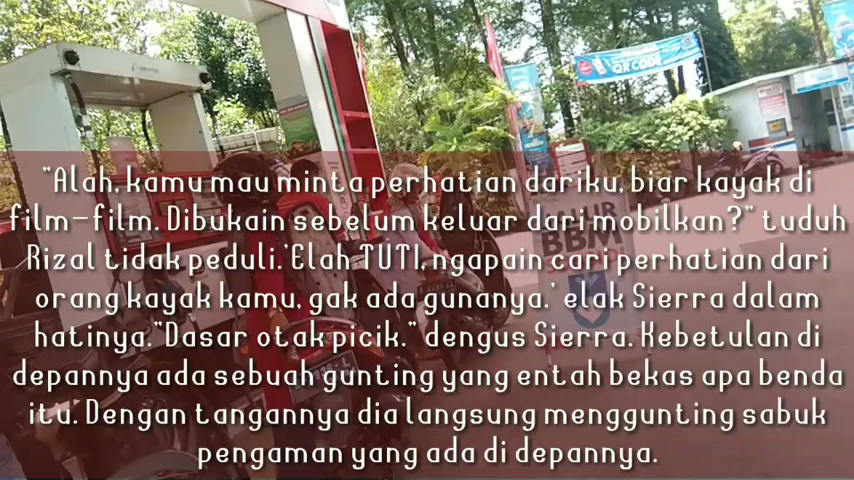 QR CODE
"Alah, kamu mau minta perhatian dariku, biar kayak di
film-film. Dibukain sebelum keluar dari mobilkan?" tuduh
Rizal tidak peduli.'Elah TUTI, ngapain cari perhatian dari
orang kayak kamu, gak ada gunanya.' elak Sierra dalam
hatinya."Dasar otak picik." dengus Sierra. Kebetulan di
depannya ada sebuah gunting yang entah bekas apa benda
itu. Dengan tangannya dia langsung menggunting sabuk
pengaman yang ada di depannya.
BBM